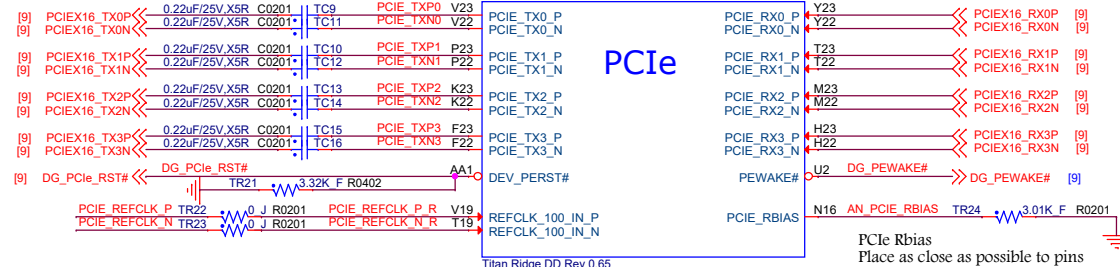 [9] PCIEX16_TX0P 0.22uF/25V,X5R C0201 TC9 PCIE_TXP0 V23 PCIE_TX0_P PCIE_RX0_P Y23 PCIEX16_RX0P [9]
[9] PCIEX16_TX0N 0.22uF/25V,X5R C0201 TC11 PCIE_TXN0 V22 PCIE_TX0_N PCIE_RX0_N Y22 PCIEX16_RX0N [9]
[9] PCIEX16_TX1P 0.22uF/25V,X5R C0201 TC10 PCIE_TXP1 P23 PCIE_TX1_P PCIE_RX1_P T23 PCIEX16_RX1P [9]
PCIe
[9] PCIEX16_TX1N 0.22uF/25V,X5R C0201 TC12 PCIE_TXN1 P22 PCIE_TX1_N PCIE_RX1_N T22 PCIEX16_RX1N [9]
[9] PCIEX16_TX2P 0.22uF/25V,X5R C0201 TC13 PCIE_TXP2 K23 PCIE_TX2_P PCIE_RX2_P M23 PCIEX16_RX2P [9]
[9] PCIEX16_TX2N 0.22uF/25V,X5R C0201 TC14 PCIE_TXN2 K22 PCIE_TX2_N PCIE_RX2_N M22 PCIEX16_RX2N [9]
[9] PCIEX16_TX3P 0.22uF/25V,X5R C0201 TC15 PCIE_TXP3 F23 PCIE_TX3_P PCIE_RX3_P H23 PCIEX16_RX3P [9]
[9] PCIEX16_TX3N 0.22uF/25V,X5R C0201 TC16 PCIE_TXN3 F22 PCIE_TX3_N PCIE_RX3_N H22 PCIEX16_RX3N [9]
[9] DG_PCIe_RST# DG_PCIe_RST# AA1 DEV_PERST# PEWAKE# U2 DG_PEWAKE# DG_PEWAKE# [9]
TR21 3.32K_F R0402
PCIE_REFCLK_P TR22 0_J R0201 PCIE_REFCLK_P_R V19 REFCLK_100_IN_P PCIE_RBIAS N16 AN_PCIE_RBIAS TR24 3.01K_F R0201
PCIE_REFCLK_N TR23 0_J R0201 PCIE_REFCLK_N_R T19 REFCLK_100_IN_N
PCIe Rbias
Place as close as possible to pins
Titan Ridge DD Rev 0.65